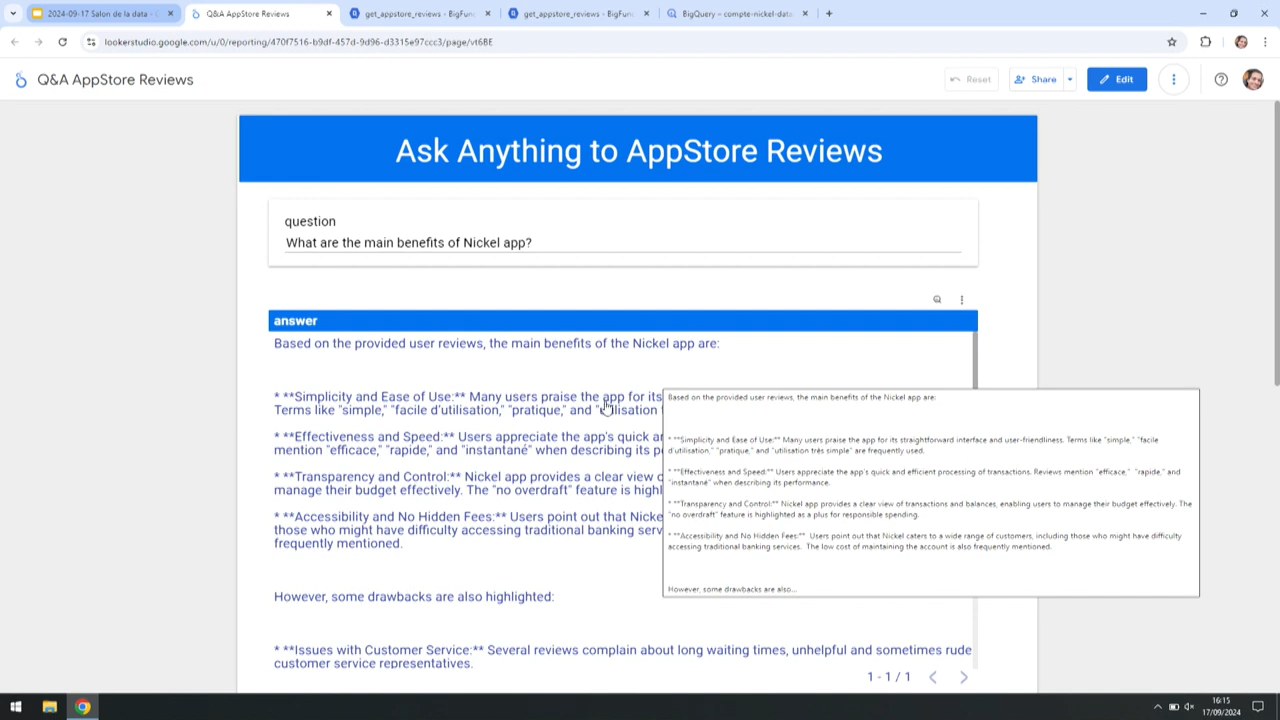 2024-09-17 Salon de la data - C
Q&A AppStore Reviews
get_appstore_reviews - BigFunc
get_appstore_reviews - BigFunc
BigQuery – compte-nickel-data
lookerstudio.google.com/u/0/reporting/470f7516-b9df-457d-9d96-d3315e97ccc3/page/vt6BE
Q&A AppStore Reviews
Reset
Share
Edit
Ask Anything to AppStore Reviews
question
What are the main benefits of Nickel app?
answer
Based on the provided user reviews, the main benefits of the Nickel app are:
* **Simplicity and Ease of Use:** Many users praise the app for its
Terms like "simple," "facile d'utilisation," "pratique," and "utilisation
* **Effectiveness and Speed:** Users appreciate the app's quick a
mention "efficace," "rapide," and "instantané" when describing its p
* **Transparency and Control:** Nickel app provides a clear view o
manage their budget effectively. The "no overdraft" feature is highl
* **Accessibility and No Hidden Fees:** Users point out that Nicke
those who might have difficulty accessing traditional banking serv
frequently mentioned.
However, some drawbacks are also highlighted:
* **Issues with Customer Service:** Several reviews complain about long waiting times, unhelpful and sometimes rude
customer service representatives.
Based on the provided user reviews, the main benefits of the Nickel app are:
* **Simplicity and Ease of Use:** Many users praise the app for its straightforward interface and user-friendliness. Terms like "simple," "facile
d'utilisation," "pratique," and "utilisation très simple" are frequently used.
* **Effectiveness and Speed:** Users appreciate the app's quick and efficient processing of transactions. Reviews mention "efficace," "rapide," and
"instantané" when describing its performance.
* **Transparency and Control:** Nickel app provides a clear view of transactions and balances, enabling users to manage their budget effectively. The
"no overdraft" feature is highlighted as a plus for responsible spending.
* **Accessibility and No Hidden Fees:** Users point out that Nickel caters to a wide range of customers, including those who might have difficulty
accessing traditional banking services. The low cost of maintaining the account is also frequently mentioned.
However, some drawbacks are also...
1 - 1 / 1
16:15
17/09/2024